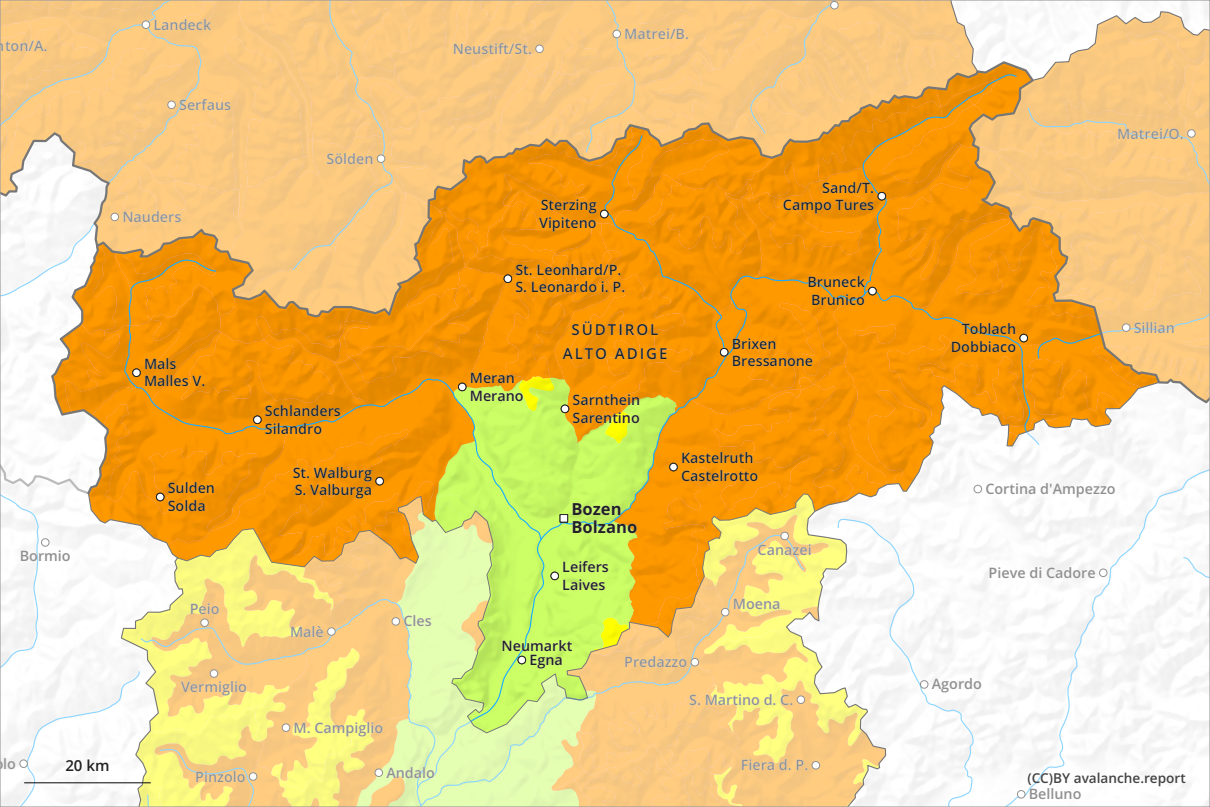 Landeck
nton/A.
Neustift/St.
Matrei/B.
Serfaus
Matrei/O.
Sölden
Nauders
Sand/T.
Campo Tures
Sterzing
Vipiteno
St. Leonhard/P.
S. Leonardo i. P.
Bruneck
Brunico
SÜDTIROL
ALTO ADIGE
Toblach
Dobbiaco
Sillian
Brixen
Bressanone
Mals
Malles V.
Meran
Merano
Sarnthein
Sarentino
Schlanders
Silandro
Kastelruth
Castelrotto
St. Walburg
S. Valburga
Sulden
Solda
Cortina d'Ampezzo
Bozen
Bolzano
Bormio
Canazei
Leifers
Laives
Pieve di Cadore
Peio
Malè
Cles
Moena
Neumarkt
Egna
Predazzo
Vermiglio
Agordo
S. Martino d. C.
M. Campiglio
Fiera d. P.
lo
20 km
Pinzolo
Andalo
(CC)BY avalanche.report
Belluno